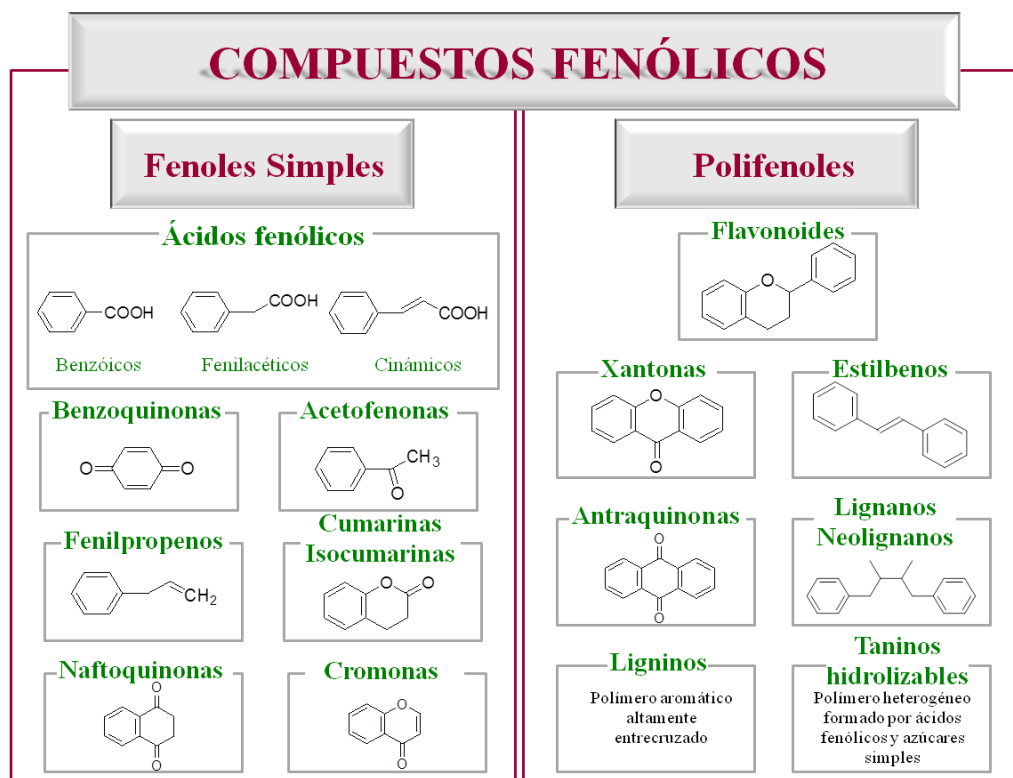 COMPUESTOS FENÓLICOS
Fenoles Simples
Ácidos fenólicos
COOH
COOH
COOH
Benzóicos
Fenilacéticos
Cinámicos
Benzoquinonas
O
O
Acetofenonas
CH3
O
Fenilpropenos
CH2
Cumarinas
Isocumarinas
O
O
Naftoquinonas
O
O
Cromonas
O
O
Polifenoles
Flavonoides
O
Xantonas
O
O
Estilbenos
Antraquinonas
O
O
Lignanos
Neolignanos
Ligninos
Polímero aromático
altamente
entrecruzado
Taninos
hidrolizables
Polímero heterogéneo
formado por ácidos
fenólicos y azúcares
simples